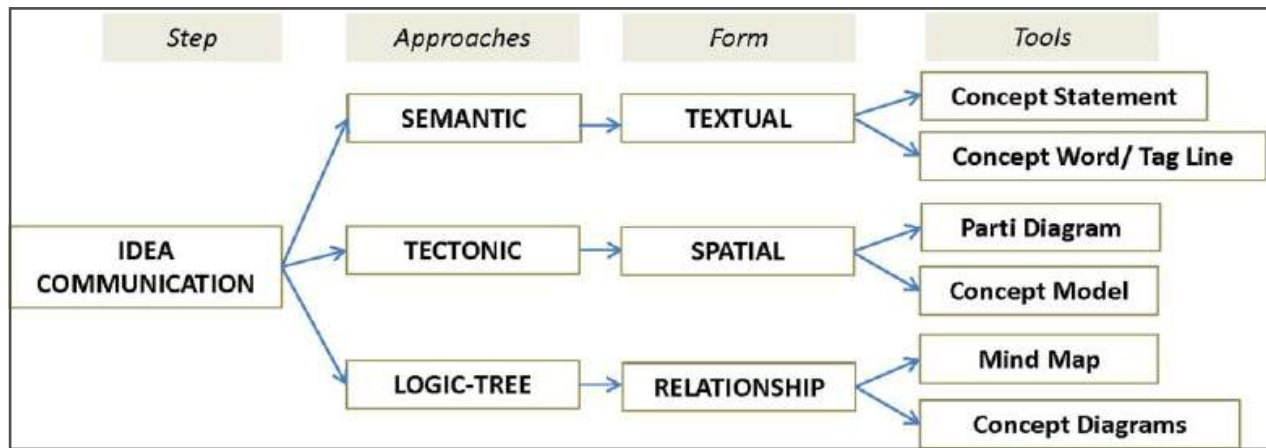 Step
Approaches
Form
Tools
SEMANTIC
TEXTUAL
Concept Statement
Concept Word/ Tag Line
IDEA
COMMUNICATION
TECTONIC
SPATIAL
Parti Diagram
Concept Model
LOGIC-TREE
RELATIONSHIP
Mind Map
Concept Diagrams